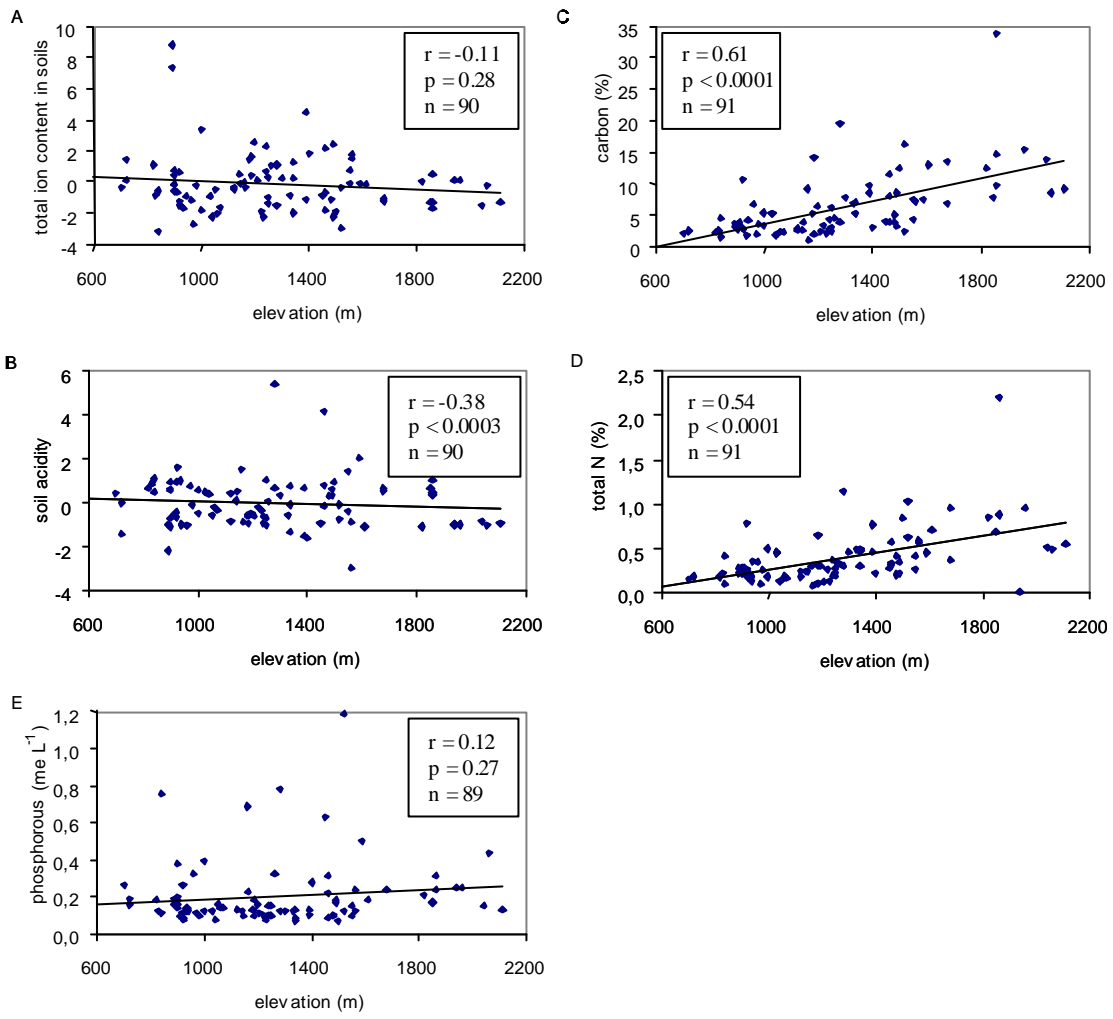 A
total ion content in soils
10
8
6
4
2
0
-2
-4
r = -0.11
p = 0.28
n = 90
600 1000 1400 1800 2200
elevation (m)
C
carbon (%)
35
30
25
20
15
10
5
0
r = 0.61
p < 0.0001
n = 91
600 1000 1400 1800 2200
elevation (m)
B
soil acidity
6
4
2
0
-2
-4
r = -0.38
p < 0.0003
n = 90
600 1000 1400 1800 2200
elevation (m)
D
total N (%)
2,5
2,0
1,5
1,0
0,5
0,0
r = 0.54
p < 0.0001
n = 91
600 1000 1400 1800 2200
elevation (m)
E
phosphorous (me L⁻¹)
1,2
1,0
0,8
0,6
0,4
0,2
0,0
r = 0.12
p = 0.27
n = 89
600 1000 1400 1800 2200
elevation (m)